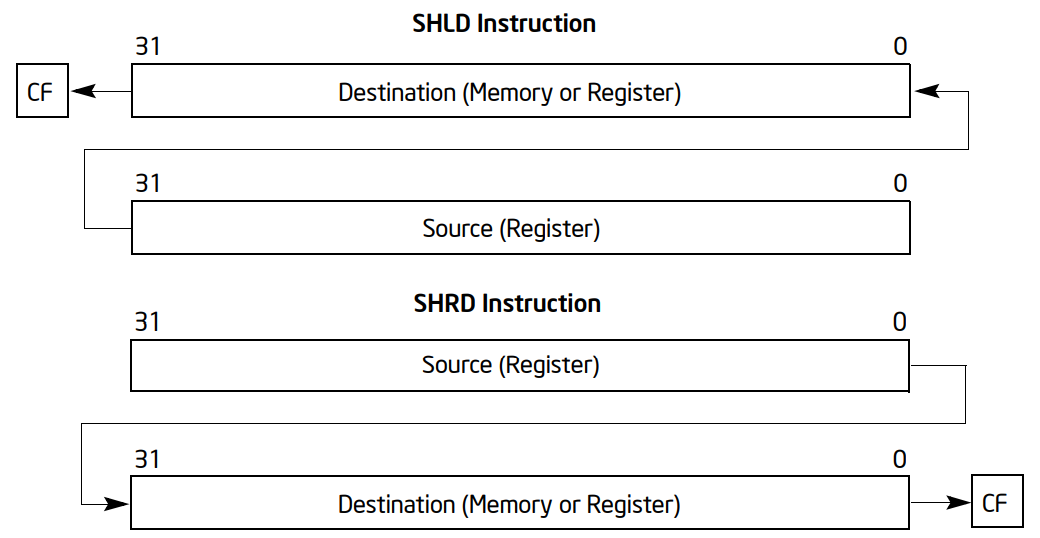 SHLD Instruction
31 0
CF Destination (Memory or Register)
31 0
Source (Register)
SHRD Instruction
31 0
Source (Register)
31 0
Destination (Memory or Register) CF